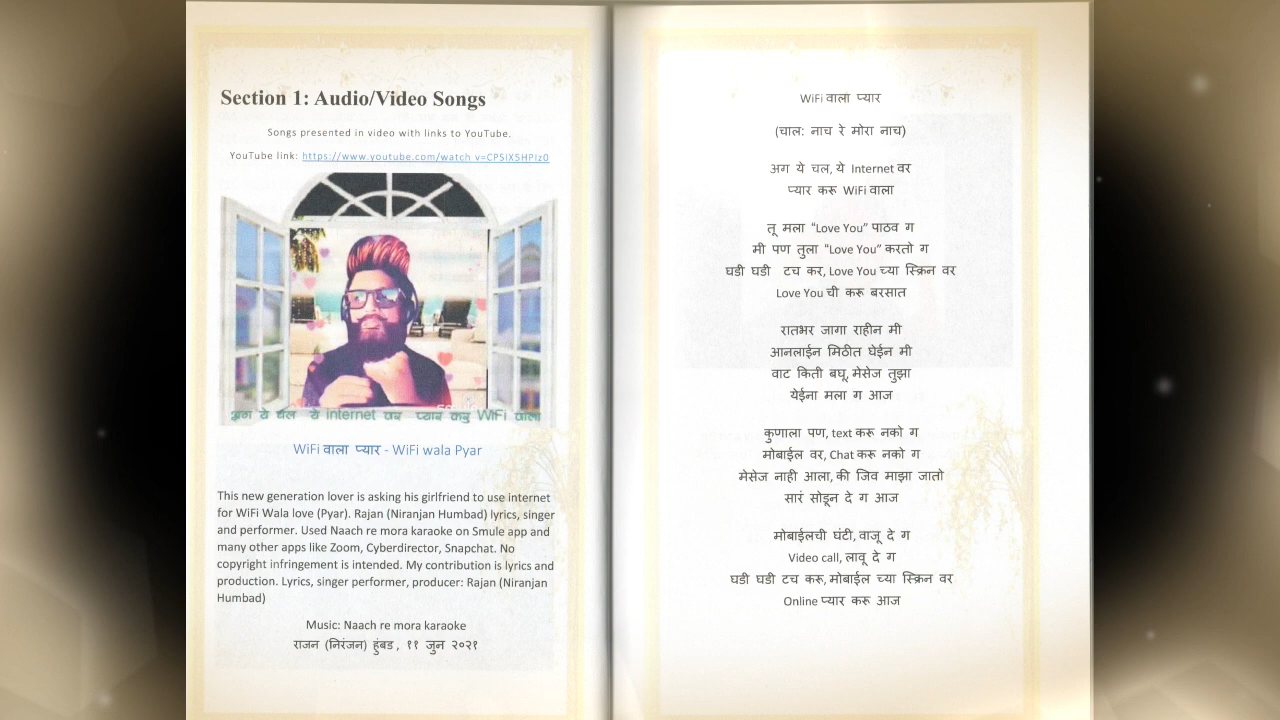 Section 1: Audio/Video Songs
Songs presented in video with links to YouTube.
YouTube link: https://www.youtube.com/watch v=CPSIX5HPIz0
अग ये चल ये internet वर प्यार करू WiFi वाला
WiFi वाला प्यार - WiFi wala Pyar
This new generation lover is asking his girlfriend to use internet
for WiFi Wala love (Pyar). Rajan (Niranjan Humbad) lyrics, singer
and performer. Used Naach re mora karaoke on Smule app and
many other apps like Zoom, Cyberdirector, Snapchat. No
copyright infringement is intended. My contribution is lyrics and
production. Lyrics, singer performer, producer: Rajan (Niranjan
Humbad)
Music: Naach re mora karaoke
राजन (निरंजन) हुंबड , ११ जुन २०२१
WiFi वाला प्यार
(चाल: नाच रे मोरा नाच)
अग ये चल, ये Internet वर
प्यार करू WiFi वाला
तू मला “Love You” पाठव ग
मी पण तुला “Love You” करतो ग
घडी घडी टच कर, Love You च्या स्क्रिन वर
Love You ची करू बरसात
रातभर जागा राहीन मी
आनलाईन मिठीत घेईन मी
वाट किती बघू, मेसेज तुझा
येईना मला ग आज
कुणाला पण, text करू नको ग
मोबाईल वर, Chat करू नको ग
मेसेज नाही आला, की जिव माझा जातो
सारं सोडून दे ग आज
मोबाईलची घंटी, वाजू दे ग
Video call, लावू दे ग
घडी घडी टच करू, मोबाईल च्या स्क्रिन वर
Online प्यार करू आज